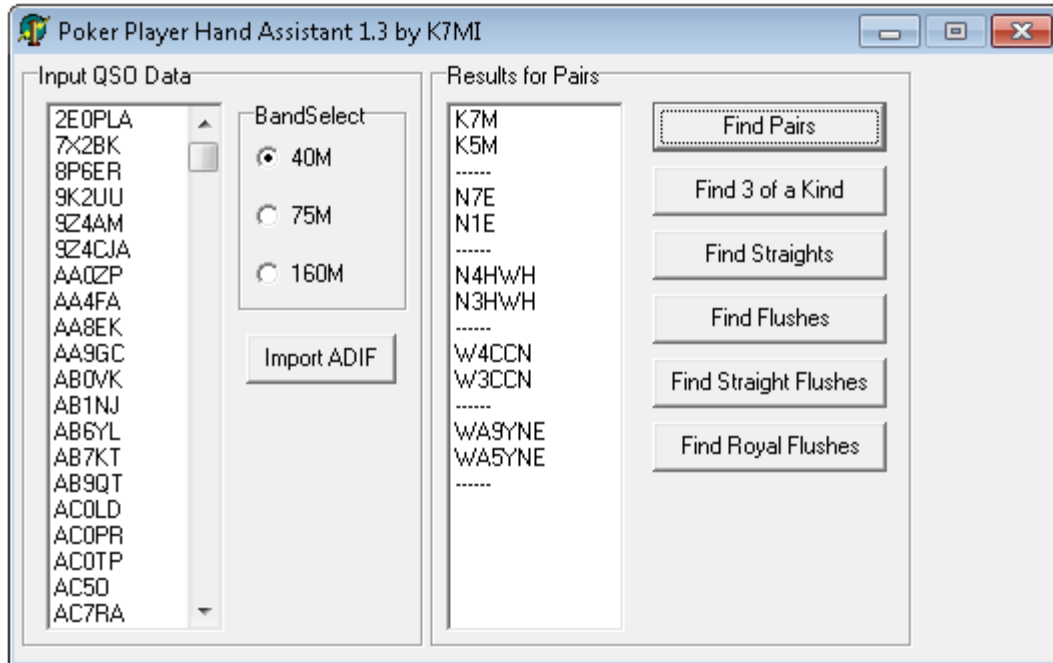 Poker Player Hand Assistant 1.3 by K7MI
Input QSO Data
2E0PLA
7X2BK
8P6ER
9K2UU
9Z4AM
9Z4CJA
AA0ZP
AA4FA
AA8EK
AA9GC
AB0VK
AB1NJ
AB6YL
AB7KT
AB9QT
AC0LD
AC0PR
AC0TP
AC5O
AC7RA
BandSelect
40M
75M
160M
Import ADIF
Results for Pairs
K7M
K5M
------
N7E
N1E
------
N4HWH
N3HWH
------
W4CCN
W3CCN
------
WA9YNE
WA5YNE
------
Find Pairs
Find 3 of a Kind
Find Straights
Find Flushes
Find Straight Flushes
Find Royal Flushes